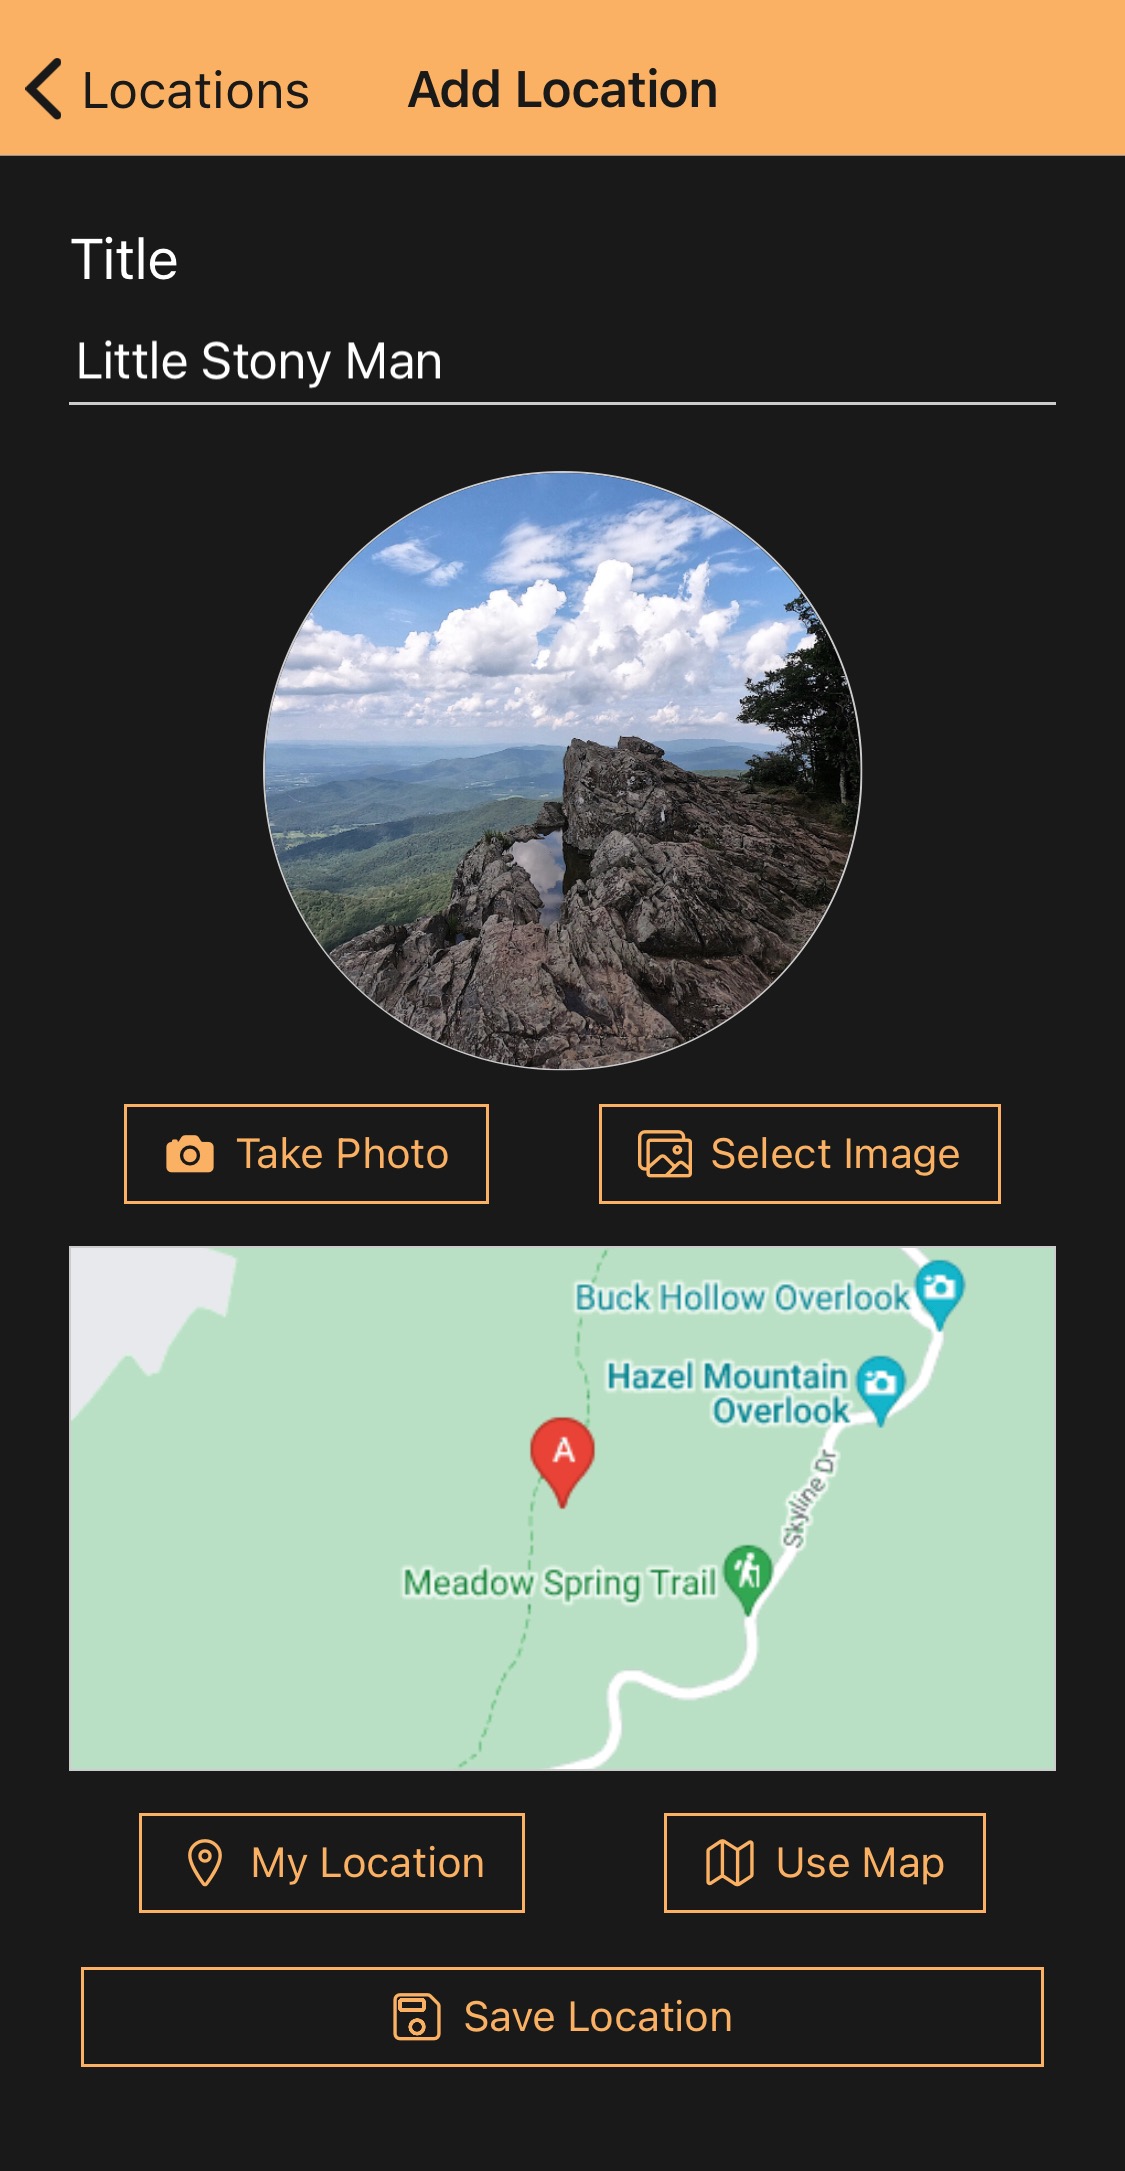 Locations
Add Location
Title
Little Stony Man
Take Photo
Select Image
Buck Hollow Overlook
Hazel Mountain
Overlook
A
Skyline Dr
Meadow Spring Trail
My Location
Use Map
Save Location